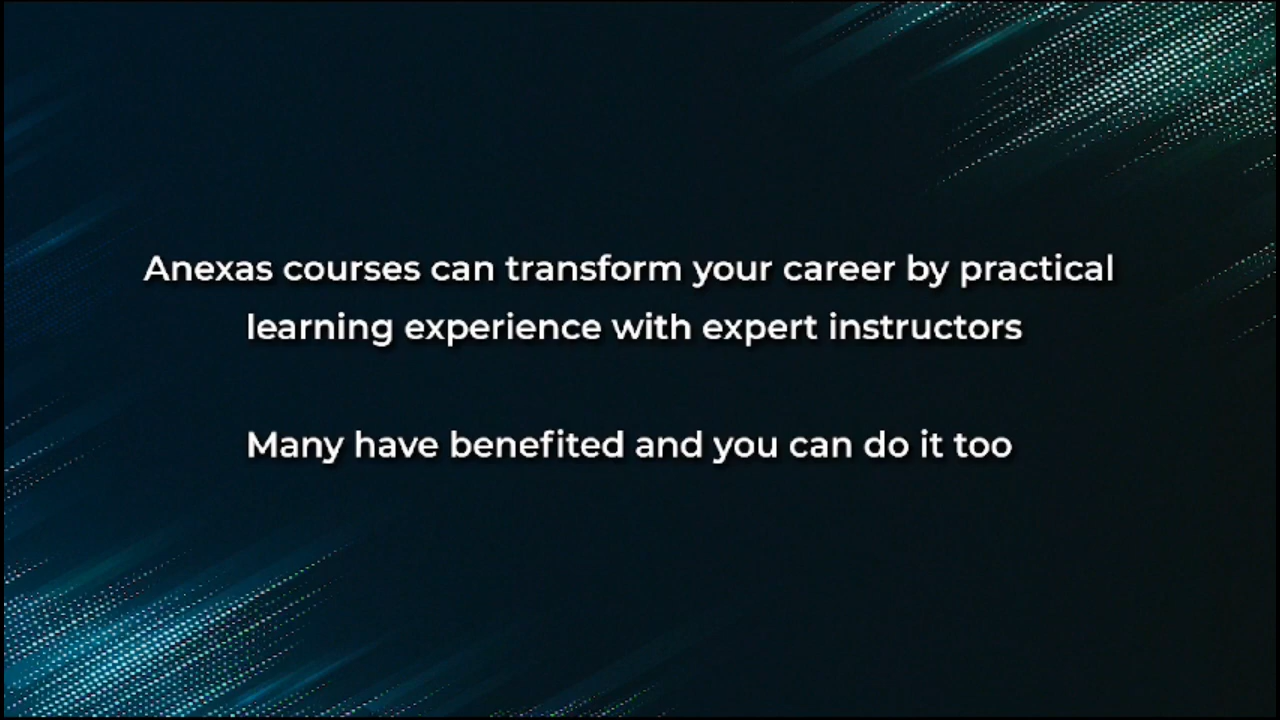 Anexas courses can transform your career by practical
learning experience with expert instructors
Many have benefited and you can do it too